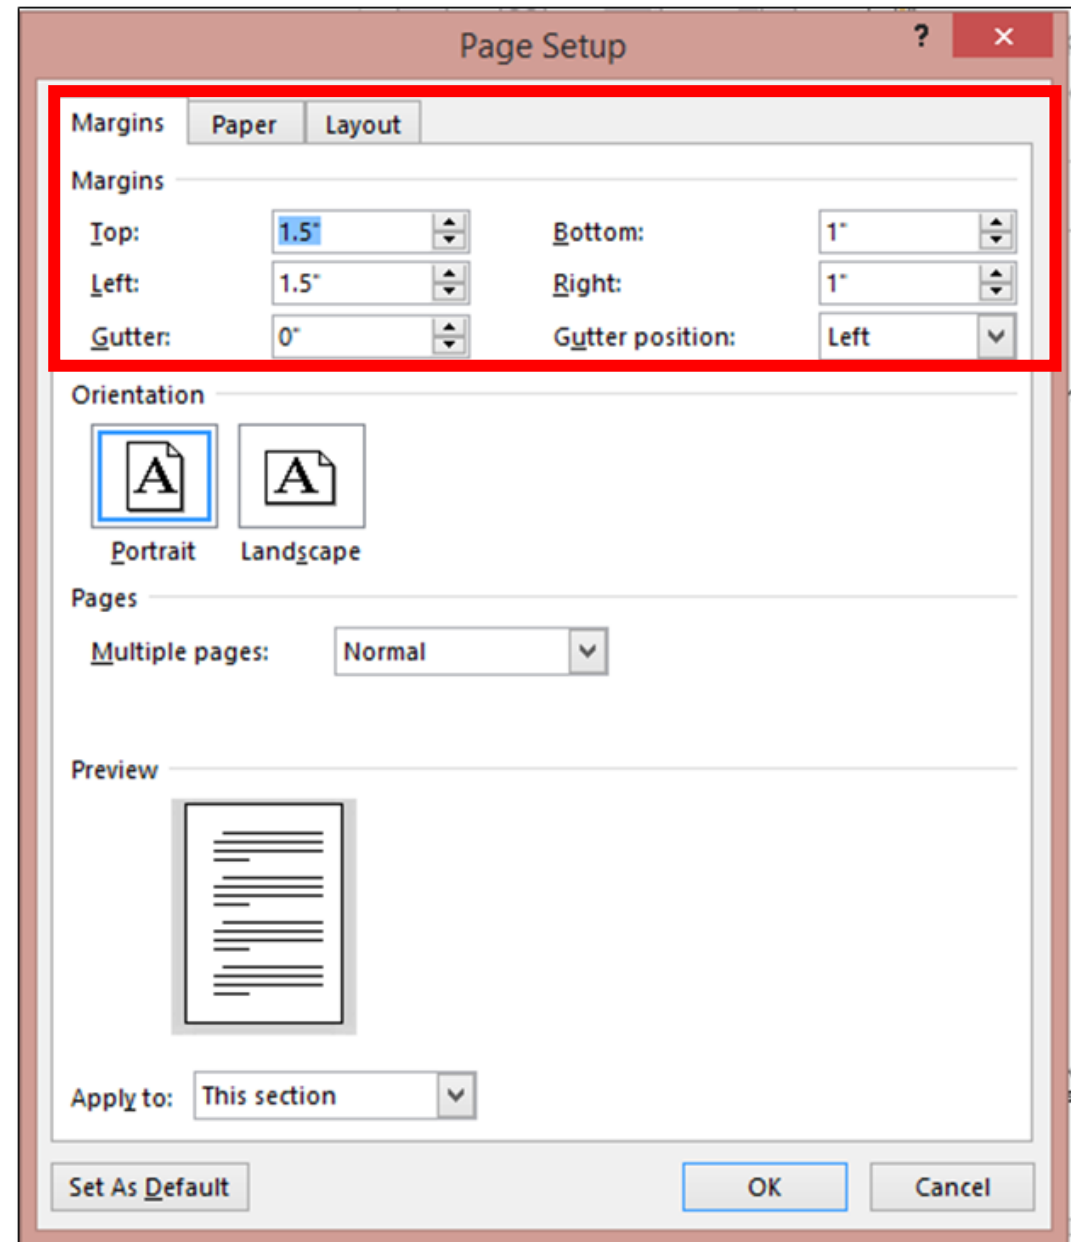 Page Setup ?
Margins Paper Layout
Margins
Top: 1.5" Bottom: 1"
Left: 1.5" Right: 1"
Gutter: 0" Gutter position: Left
Orientation
A A
Portrait Landscape
Pages
Multiple pages: Normal
Preview
Apply to: This section
Set As Default OK Cancel